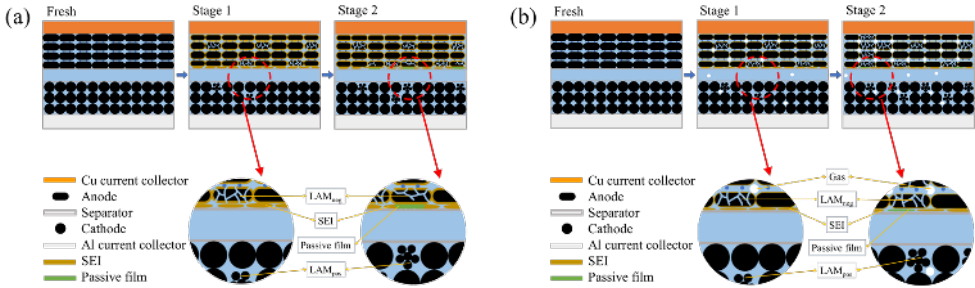 (a)
Fresh
Stage 1
Stage 2
Cu current collector
Anode
Separator
Cathode
Al current collector
SEI
Passive film
LAMneg
SEI
Passive film
LAMpos
(b)
Fresh
Stage 1
Stage 2
Cu current collector
Anode
Separator
Cathode
Al current collector
SEI
Passive film
Gas
LAMneg
SEI
Passive film
LAMpos